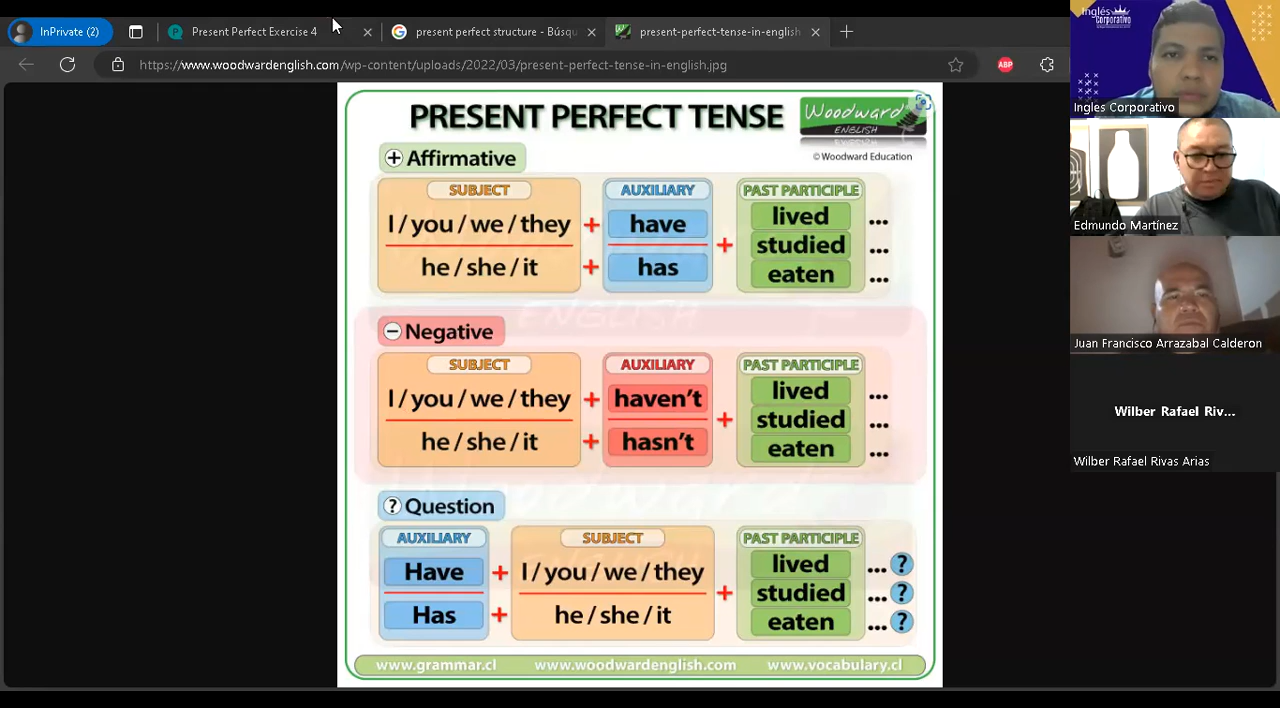 InPrivate (2)
Present Perfect Exercise 4
present perfect structure - Búsqu
present-perfect-tense-in-english
https://www.woodwardenglish.com/wp-content/uploads/2022/03/present-perfect-tense-in-english.jpg
ABP
PRESENT PERFECT TENSE
Woodward
ENGLISH
© Woodward Education
+ Affirmative
SUBJECT AUXILIARY PAST PARTICIPLE
I / you / we / they + have
he / she / it + has
+ lived ...
studied ...
eaten ...
− Negative
SUBJECT AUXILIARY PAST PARTICIPLE
I / you / we / they + haven't
he / she / it + hasn't
+ lived ...
studied ...
eaten ...
? Question
AUXILIARY SUBJECT PAST PARTICIPLE
Have + I / you / we / they
Has + he / she / it
+ lived ... ?
studied ... ?
eaten ... ?
www.grammar.cl www.woodwardenglish.com www.vocabulary.cl
Inglés
Corporativo
Ingles Corporativo
Edmundo Martínez
Juan Francisco Arrazabal Calderon
Wilber Rafael Riv...
Wilber Rafael Rivas Arias